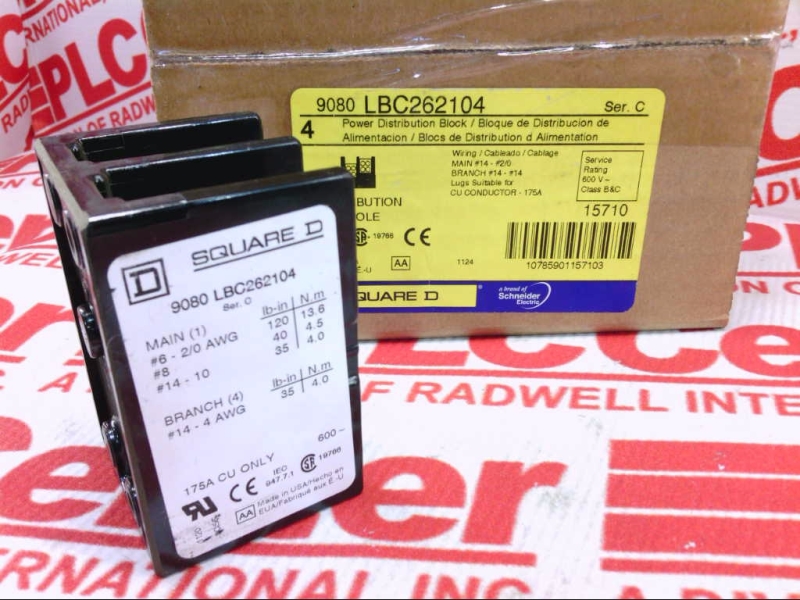 9080 LBC262104 Ser. C
4 Power Distribution Block / Bloque de Distribucion de
Alimentacion / Blocs de Distribution d Alimentation
Wiring / Cableado / Cablage
MAIN #14 - #2/0
BRANCH #14 - #14
Lugs Suitable for
CU CONDUCTOR - 175A
Service
Rating
600 V~
Class B&C
15710
19766 CE
AA
1124
10785901157103
QUARE D
a brand of
Schneider
Electric
D SQUARE D
9080 LBC262104
Ser. C
MAIN (1) lb-in N.m
#6 - 2/0 AWG 120 13.6
#8 40 4.5
#14 - 10 35 4.0
BRANCH (4) lb-in N.m
#14 - 4 AWG 35 4.0
600~
175A CU ONLY
IEC
947.7.1
19766
CE
AA Made in USA/Hecho en
EUA/Fabriqué aux É.-U
PLC Center
A DIVISION OF RADWELL INTERNATIONAL, INC.